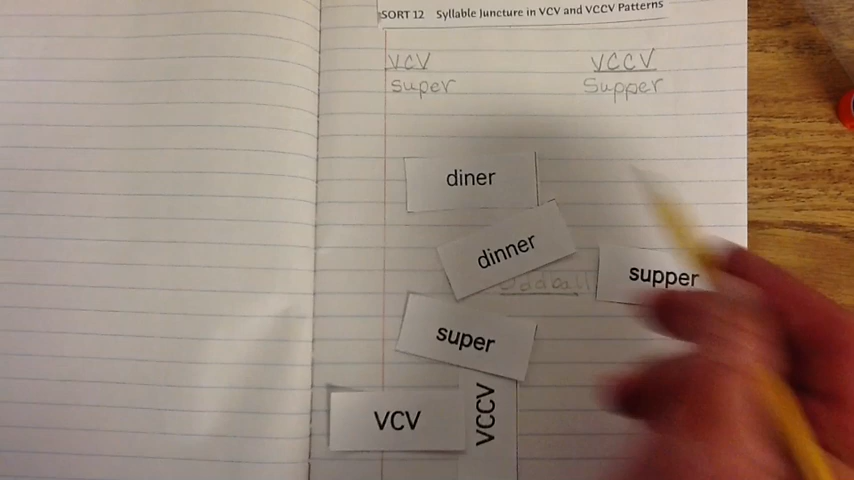 SORT 12 Syllable Juncture in VCV and VCCV Patterns
VCV VCCV
super Supper
diner
dinner
supper
Oddball
super
VCV
VCCV